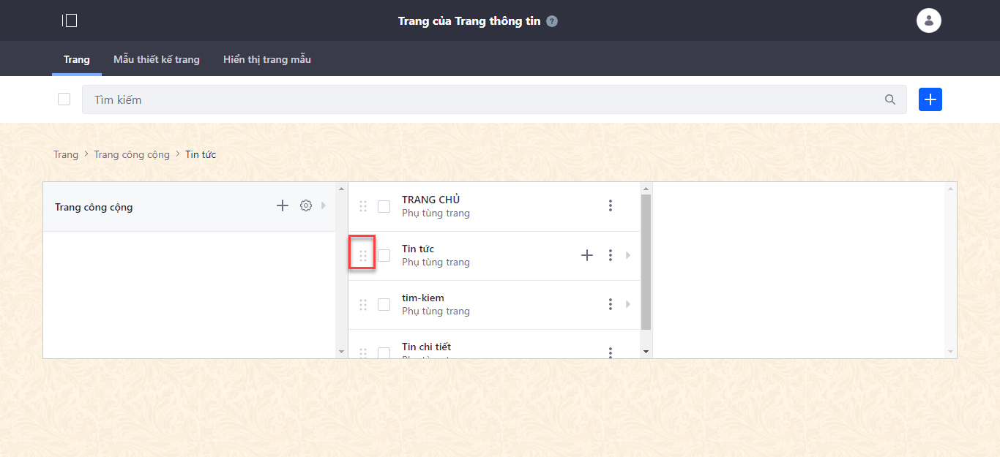 Trang của Trang thông tin ?
Trang Mẫu thiết kế trang Hiển thị trang mẫu
Tìm kiếm
Trang > Trang công cộng > Tin tức
Trang công cộng
TRANG CHỦ
Phụ tùng trang
Tin tức
Phụ tùng trang
tim-kiem
Phụ tùng trang
Tin chi tiết